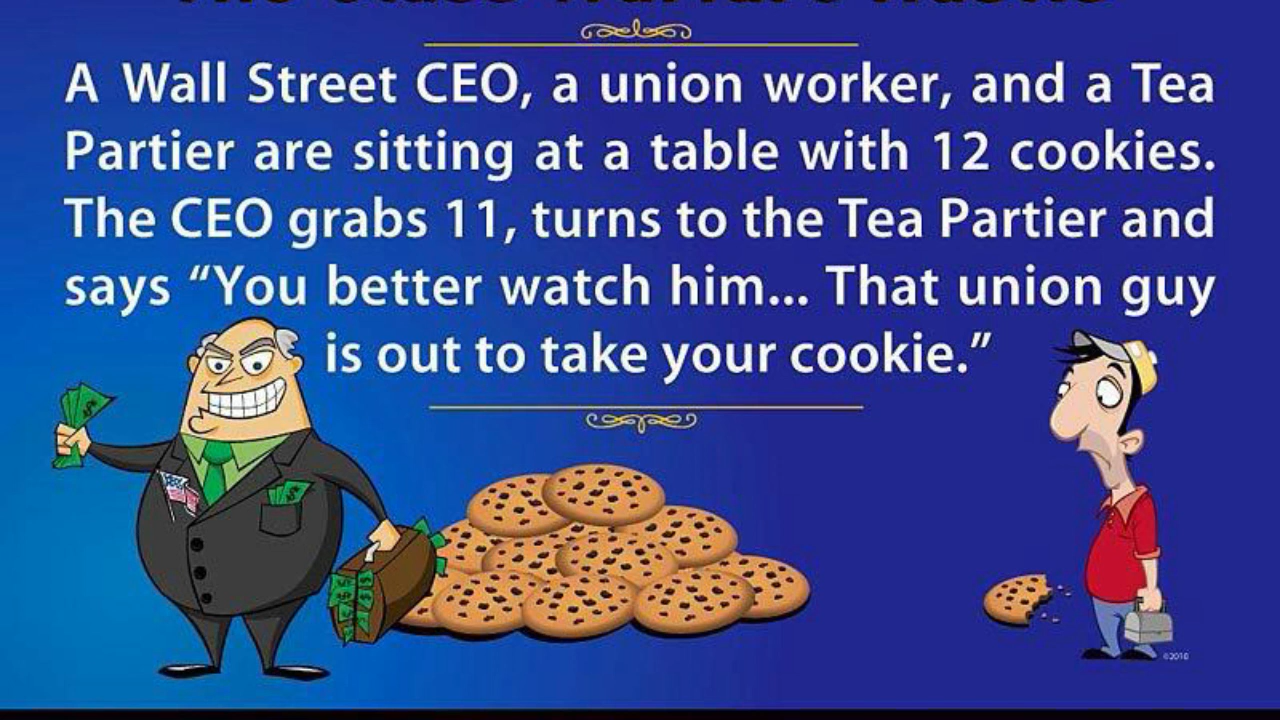 A Wall Street CEO, a union worker, and a Tea
Partier are sitting at a table with 12 cookies.
The CEO grabs 11, turns to the Tea Partier and
says “You better watch him... That union guy
is out to take your cookie.”
©2010